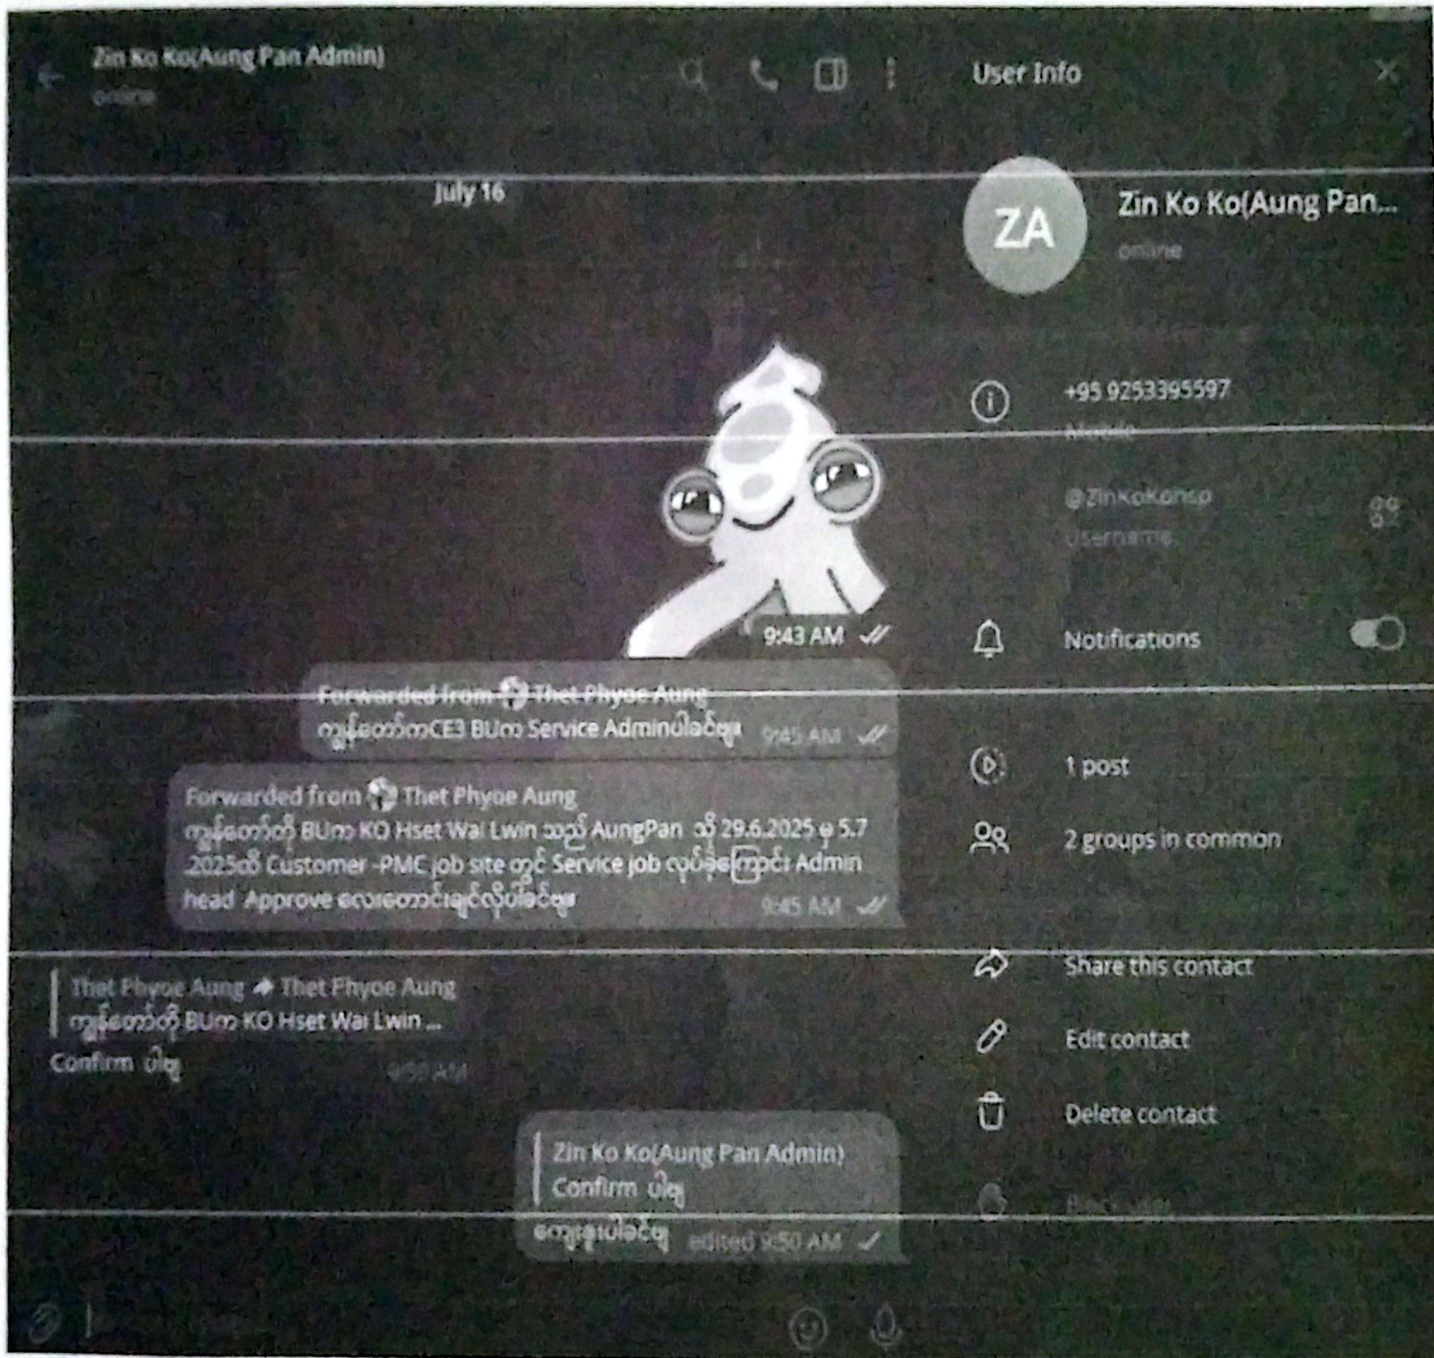 Zin Ko Ko(Aung Pan Admin)
online
User Info
July 16
ZA
Zin Ko Ko(Aung Pan...
online
+95 9253395597
Mobile
@ZinKoKonso
Username
9:43 AM
Notifications
Forwarded from Thet Phyoe Aung
ကျွန်တော်ကCE3 BUက Service Adminပါခင်ဗျ။
9:45 AM
1 post
Forwarded from Thet Phyoe Aung
ကျွန်တော်တို့ BUက KO Hset Wai Lwin သည် AungPan သို့ 29.6.2025 မှ 5.7
.2025ထိ Customer -PMC job site တွင် Service job လုပ်ခဲ့ကြောင်း Admin
head Approve လေးတောင်းချင်လို့ပါခင်ဗျ။
9:45 AM
2 groups in common
Share this contact
Thet Phyoe Aung Thet Phyoe Aung
ကျွန်တော်တို့ BUက KO Hset Wai Lwin ...
Confirm ပါဗျ
Edit contact
Delete contact
Zin Ko Ko(Aung Pan Admin)
Confirm ပါဗျ
ကျေးဇူးပါခင်ဗျ
edited 9:50 AM
Block user